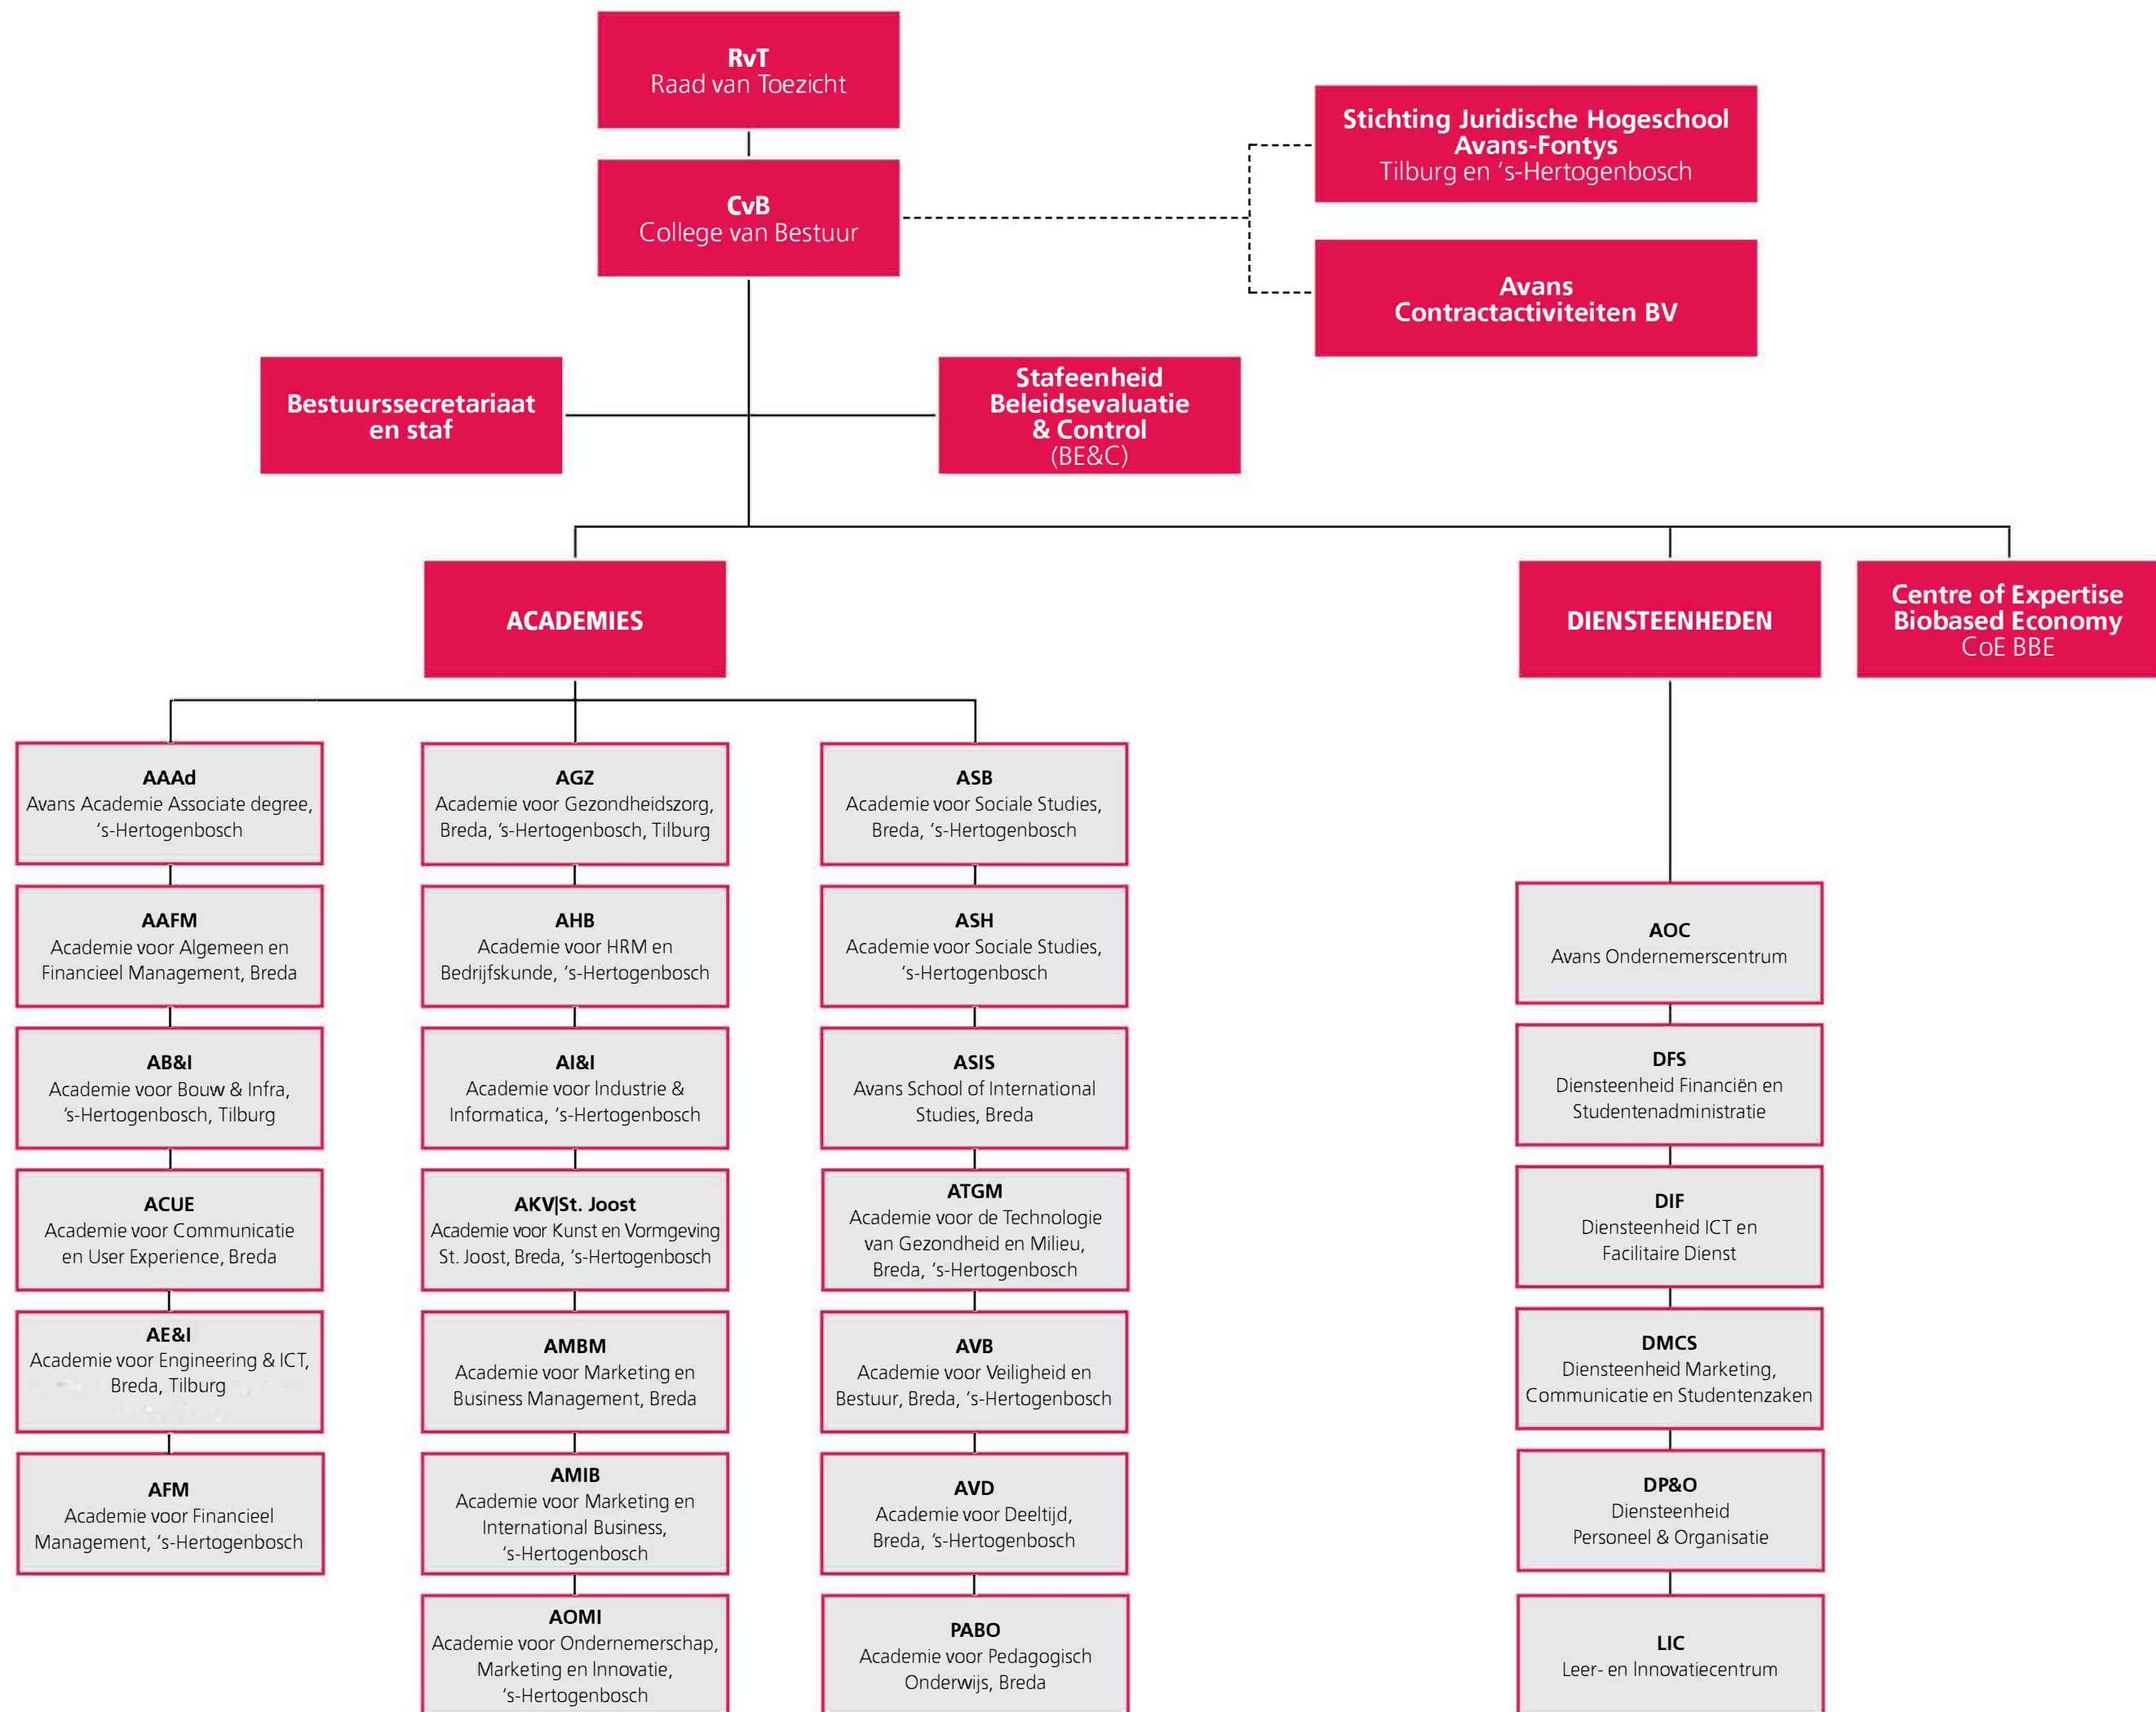 RvT
Raad van Toezicht
CvB
College van Bestuur
Stichting Juridische Hogeschool
Avans-Fontys
Tilburg en ‘s-Hertogenbosch
Avans
Contractactiviteiten BV
Bestuurssecretariaat
en staf
Stafeenheid
Beleidsevaluatie
& Control
(BE&C)
ACADEMIES
DIENSTEENHEDEN
Centre of Expertise
Biobased Economy
CoE BBE
AAAd
Avans Academie Associate degree,
‘s-Hertogenbosch
AAFM
Academie voor Algemeen en
Financieel Management, Breda
AB&I
Academie voor Bouw & Infra,
‘s-Hertogenbosch, Tilburg
ACUE
Academie voor Communicatie
en User Experience, Breda
AE&I
Academie voor Engineering & ICT,
Breda, Tilburg
AFM
Academie voor Financieel
Management, ‘s-Hertogenbosch
AGZ
Academie voor Gezondheidszorg,
Breda, ‘s-Hertogenbosch, Tilburg
AHB
Academie voor HRM en
Bedrijfskunde, ‘s-Hertogenbosch
AI&I
Academie voor Industrie &
Informatica, ‘s-Hertogenbosch
AKV|St. Joost
Academie voor Kunst en Vormgeving
St. Joost, Breda, ‘s-Hertogenbosch
AMBM
Academie voor Marketing en
Business Management, Breda
AMIB
Academie voor Marketing en
International Business,
‘s-Hertogenbosch
AOMI
Academie voor Ondernemerschap,
Marketing en Innovatie,
‘s-Hertogenbosch
ASB
Academie voor Sociale Studies,
Breda, ‘s-Hertogenbosch
ASH
Academie voor Sociale Studies,
‘s-Hertogenbosch
ASIS
Avans School of International
Studies, Breda
ATGM
Academie voor de Technologie
van Gezondheid en Milieu,
Breda, ‘s-Hertogenbosch
AVB
Academie voor Veiligheid en
Bestuur, Breda, ‘s-Hertogenbosch
AVD
Academie voor Deeltijd,
Breda, ‘s-Hertogenbosch
PABO
Academie voor Pedagogisch
Onderwijs, Breda
AOC
Avans Ondernemerscentrum
DFS
Diensteenheid Financiën en
Studentenadministratie
DIF
Diensteenheid ICT en
Facilitaire Dienst
DMCS
Diensteenheid Marketing,
Communicatie en Studentenzaken
DP&O
Diensteenheid
Personeel & Organisatie
LIC
Leer- en Innovatiecentrum